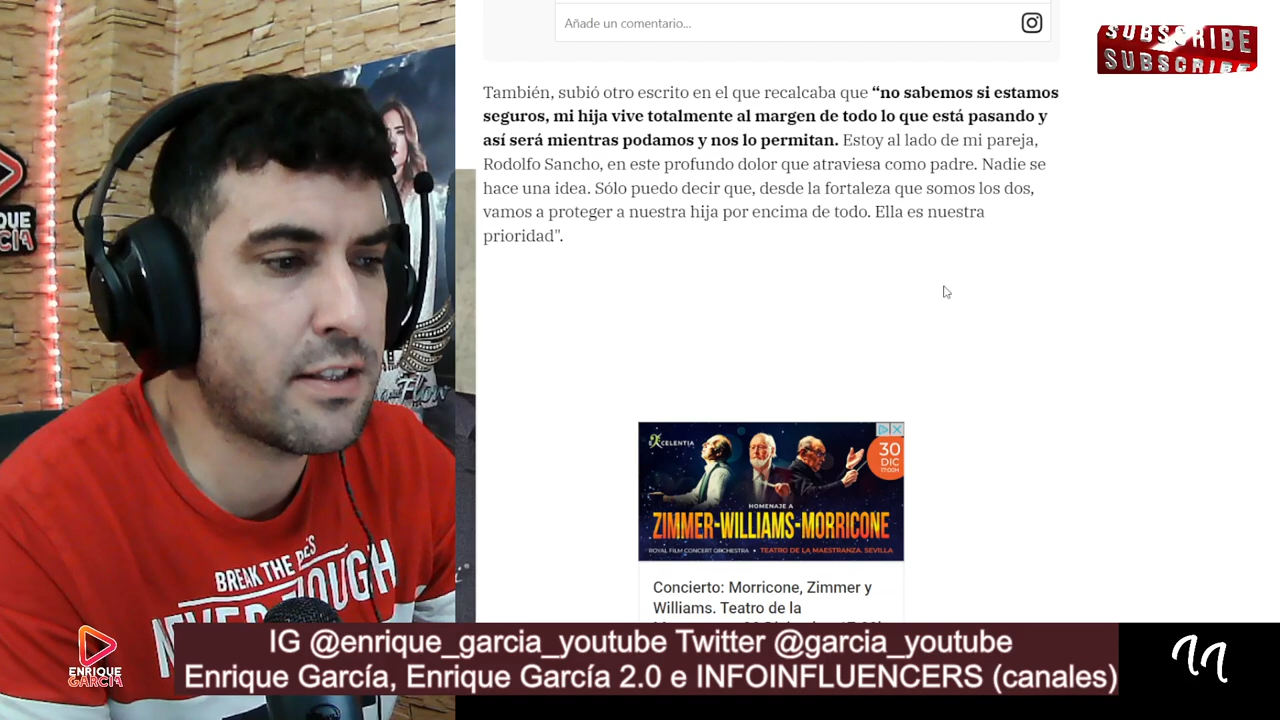 Añade un comentario...
SUBSCRIBE
SUBSCRIBE
También, subió otro escrito en el que recalcaba que “no sabemos si estamos
seguros, mi hija vive totalmente al margen de todo lo que está pasando y
así será mientras podamos y nos lo permitan. Estoy al lado de mi pareja,
Rodolfo Sancho, en este profundo dolor que atraviesa como padre. Nadie se
hace una idea. Sólo puedo decir que, desde la fortaleza que somos los dos,
vamos a proteger a nuestra hija por encima de todo. Ella es nuestra
prioridad".
EXCELENTIA
30
DIC
17:00H
HOMENAJE A
ZIMMER-WILLIAMS-MORRICONE
ROYAL FILM CONCERT ORCHESTRA • TEATRO DE LA MAESTRANZA. SEVILLA
Concierto: Morricone, Zimmer y
Williams. Teatro de la
BREAK THE
NEVER
Flow
IG @enrique_garcia_youtube Twitter @garcia_youtube
Enrique García, Enrique García 2.0 e INFOINFLUENCERS (canales)
ENRIQUE
GARCÍA